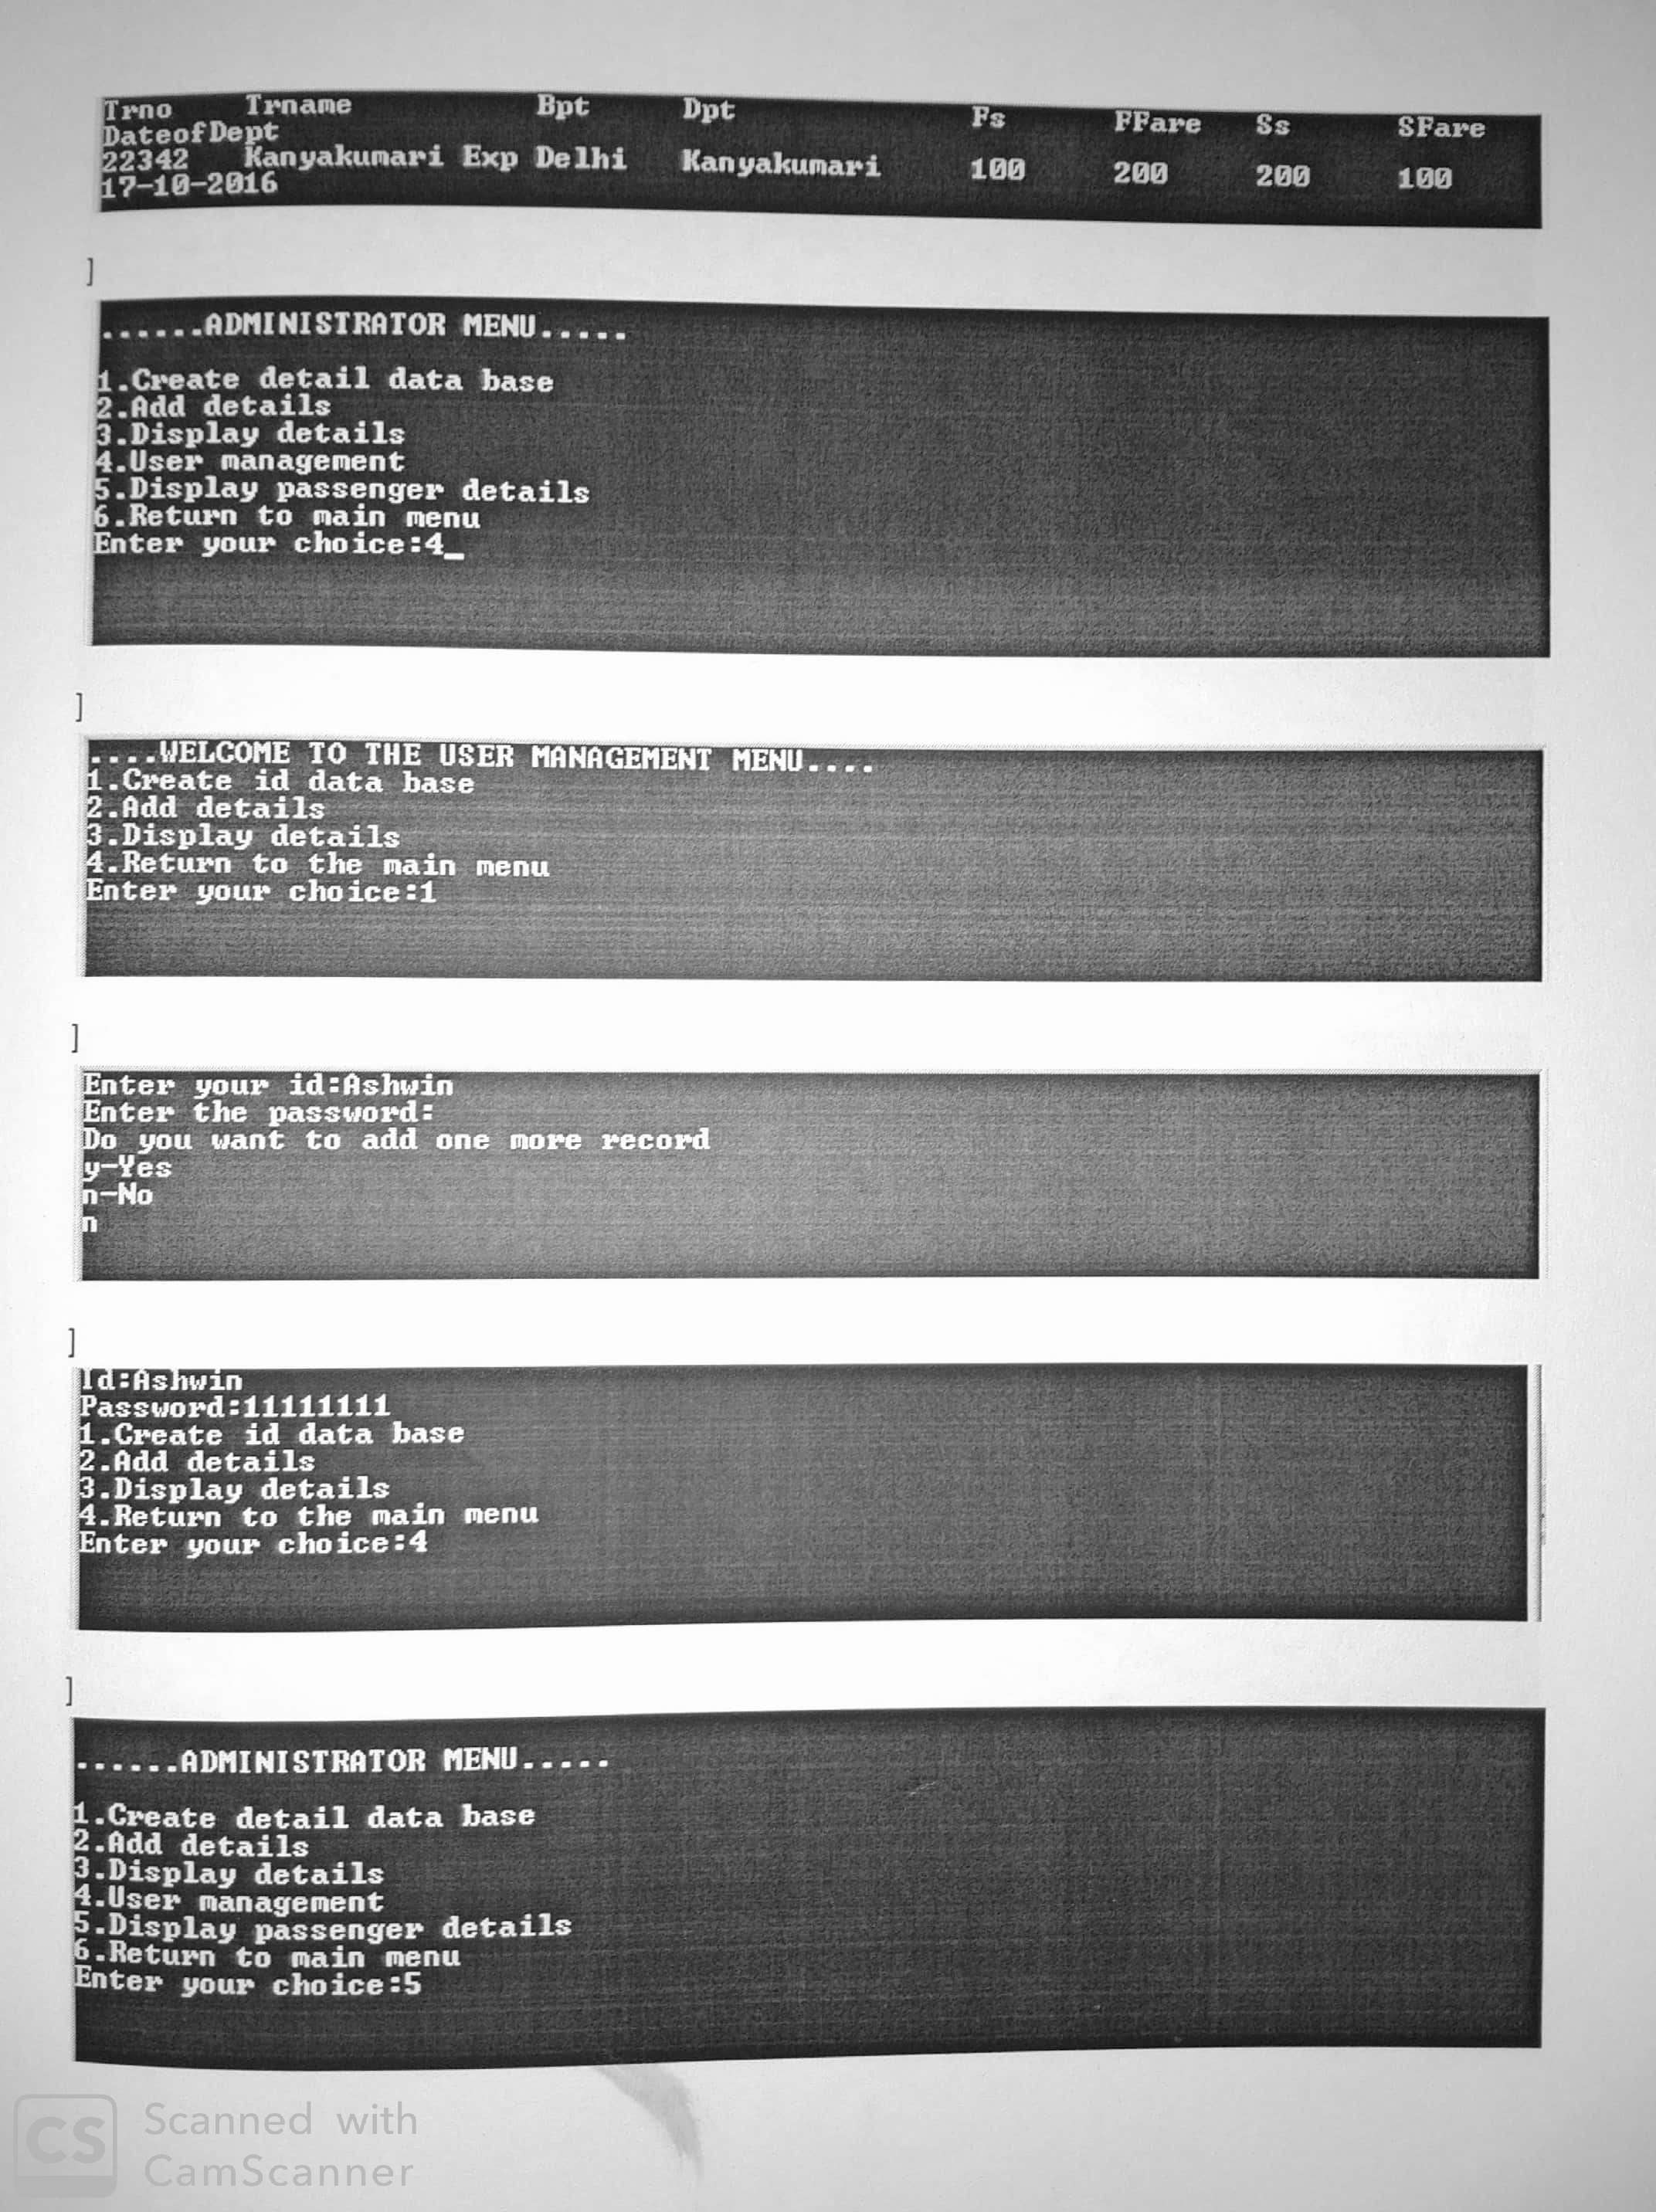 Trno Trname Bpt Dpt Fs FFare Ss SFare
DateofDept
22342 Kanyakumari Exp Delhi Kanyakumari 100 200 200 100
17-10-2016
]
......ADMINISTRATOR MENU.....
1.Create detail data base
2.Add details
3.Display details
4.User management
5.Display passenger details
6.Return to main menu
Enter your choice:4_
]
....WELCOME TO THE USER MANAGEMENT MENU....
1.Create id data base
2.Add details
3.Display details
4.Return to the main menu
Enter your choice:1
]
Enter your id:Ashwin
Enter the password:
Do you want to add one more record
y-Yes
n-No
n
]
Id:Ashwin
Password:11111111
1.Create id data base
2.Add details
3.Display details
4.Return to the main menu
Enter your choice:4
]
......ADMINISTRATOR MENU.....
1.Create detail data base
2.Add details
3.Display details
4.User management
5.Display passenger details
6.Return to main menu
Enter your choice:5
CS Scanned with
CamScanner